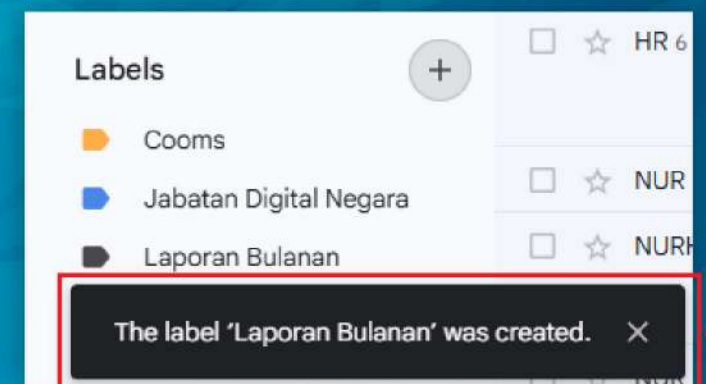 Labels
+
HR 6
Cooms
Jabatan Digital Negara
NUR
Laporan Bulanan
The label ‘Laporan Bulanan’ was created.